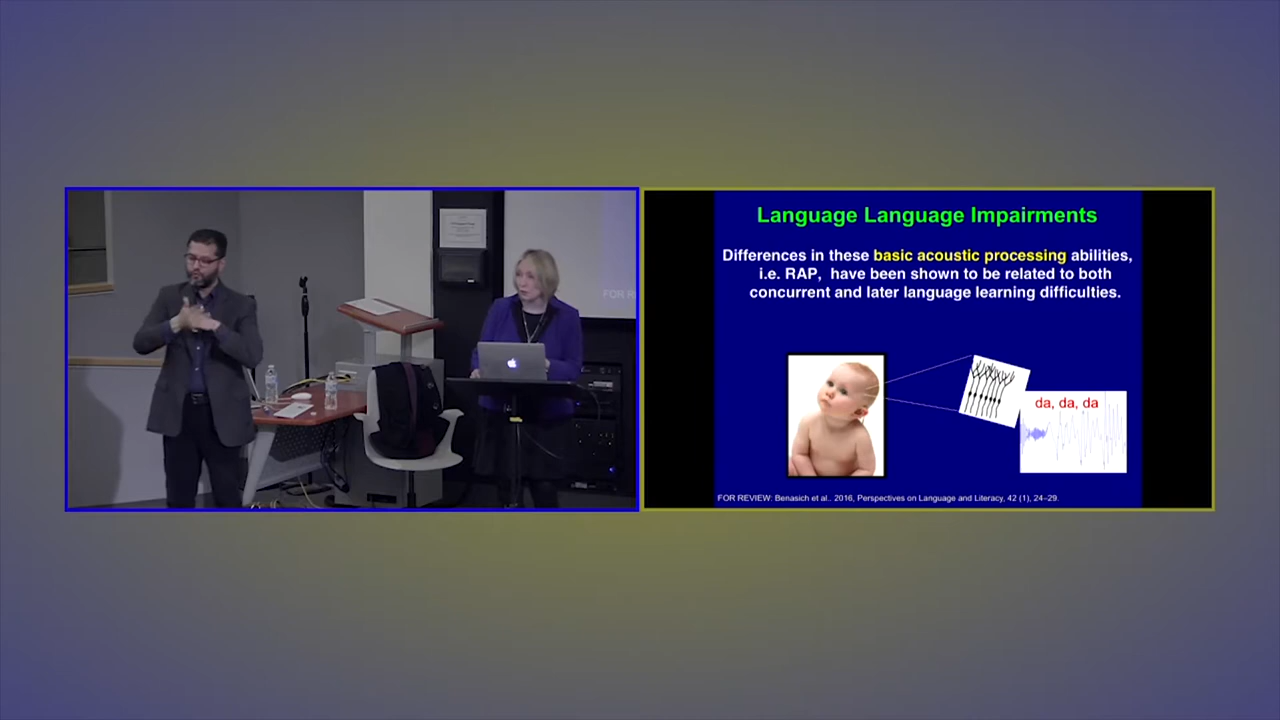 FOR R
Language Language Impairments
Differences in these basic acoustic processing abilities,
i.e. RAP, have been shown to be related to both
concurrent and later language learning difficulties.
da, da, da
FOR REVIEW: Benasich et al.. 2016, Perspectives on Language and Literacy, 42 (1), 24–29.